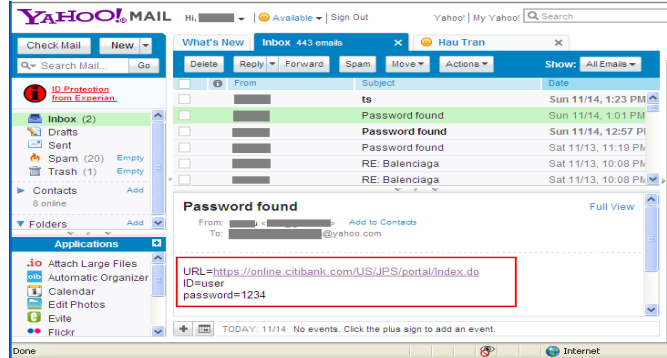 YAHOO! MAIL Hi, Available Sign Out Yahoo! My Yahoo! Search
Check Mail New What's New Inbox 443 emails x Hau Tran x
Search Mail... Go Delete Reply Forward Spam Move Actions Show: All Emails
From Subject Date
ID Protection
from Experian.
ts Sun 11/14, 1:23 PM
Inbox (2) Password found Sun 11/14, 1:01 PM
Drafts Password found Sun 11/14, 12:57 P
Sent Password found Sat 11/13, 11:19 PM
Spam (20) Empty RE: Balenciaga Sat 11/13, 10:08 PM
Trash (1) Empty RE: Balenciaga Sat 11/13, 10:08 PM
Contacts Add
8 online
Password found Full View
Folders Add
From: < > Add to Contacts
To: @yahoo.com
Applications
.io Attach Large Files
oib Automatic Organizer
Calendar
Edit Photos
Evite
Flickr
URL=https://online.citibank.com/US/JPS/portal/Index.do
ID=user
password=1234
TODAY: 11/14 No events. Click the plus sign to add an event.
Done Internet